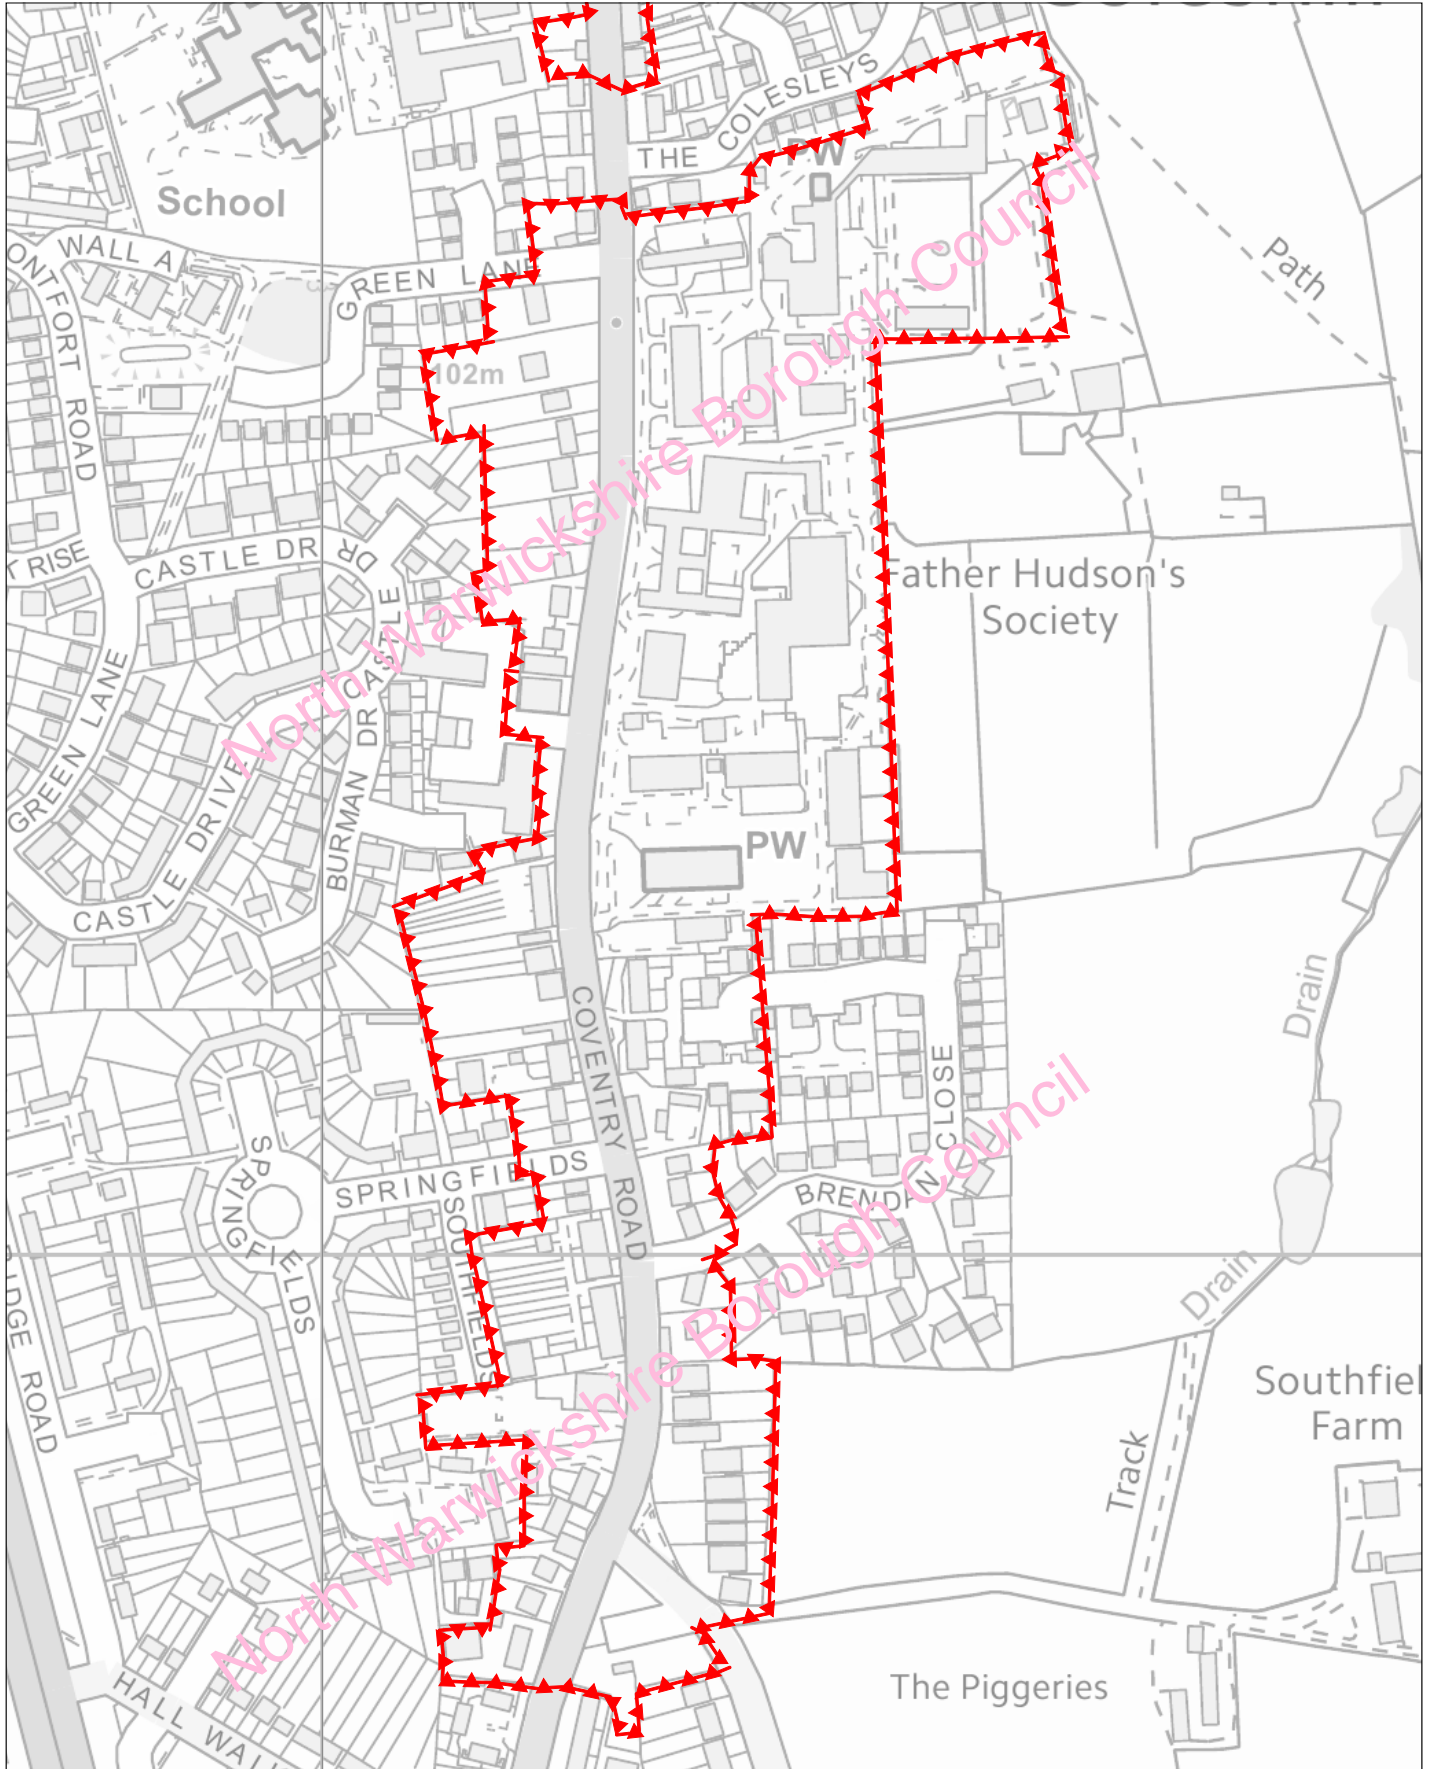 THE COLESLEYS
PW
School
WALL A
ONTFORT ROAD
GREEN LANE
Path
102m
North Warwickshire Borough Council
T RISE
CASTLE DR
CASTLE DR
Father Hudson's
Society
GREEN LANE
CASTLE DRIVE
BURMAN DR
PW
COVENTRY ROAD
Drain
CLOSE
SPRINGFIELDS
SPRINGFIELDS
SOUTHFIELDS
BRENDAN
North Warwickshire Borough Council
Drain
IDGE ROAD
Southfiel
Farm
Track
The Piggeries
HALL WAL